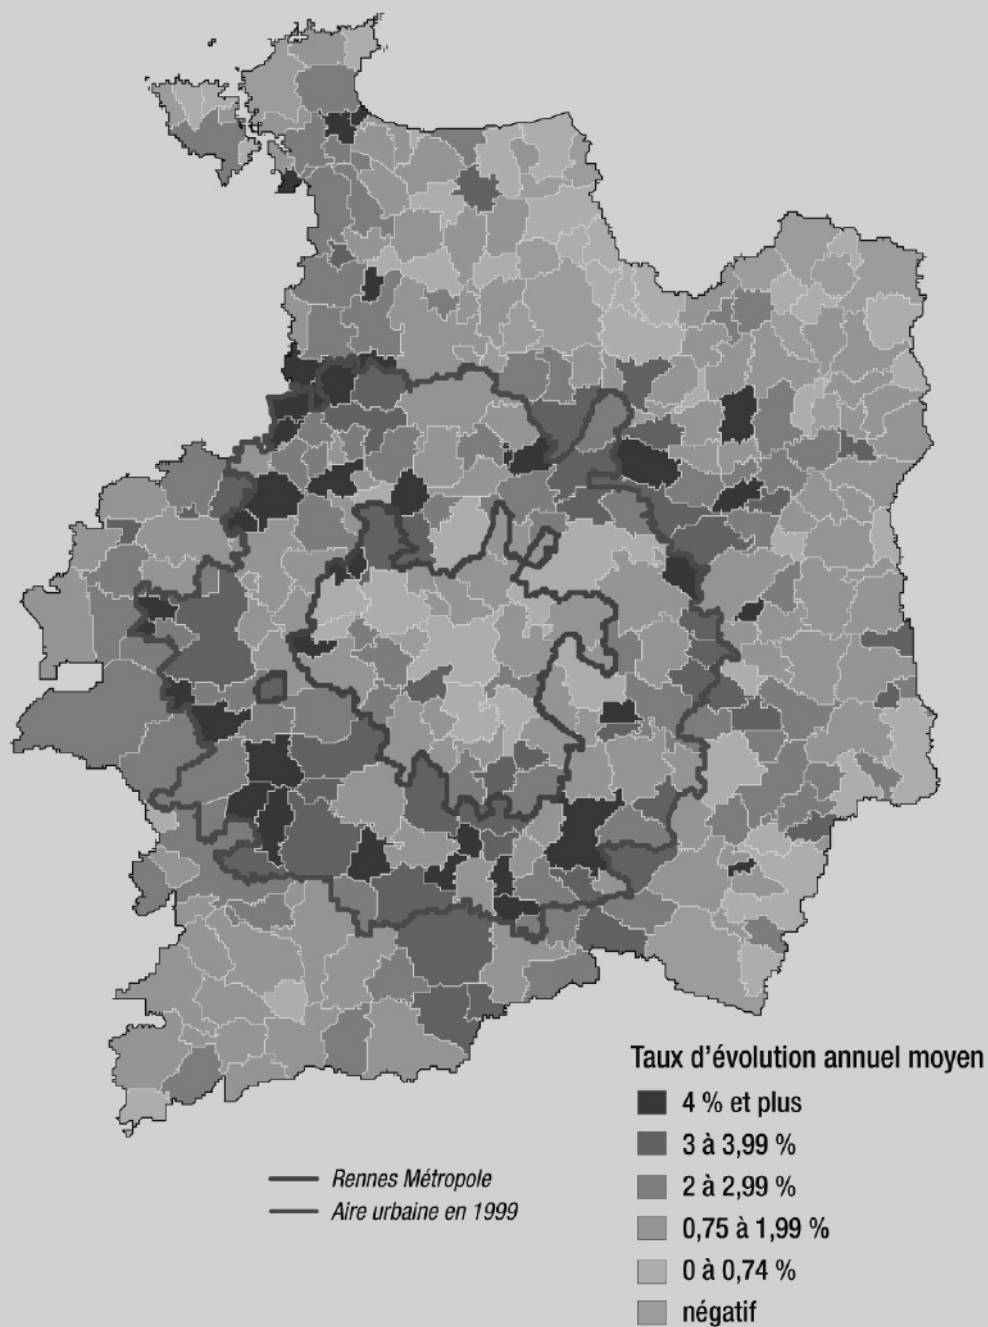 Taux d'évolution annuel moyen
4 % et plus
3 à 3,99 %
2 à 2,99 %
0,75 à 1,99 %
0 à 0,74 %
négatif
Rennes Métropole
Aire urbaine en 1999